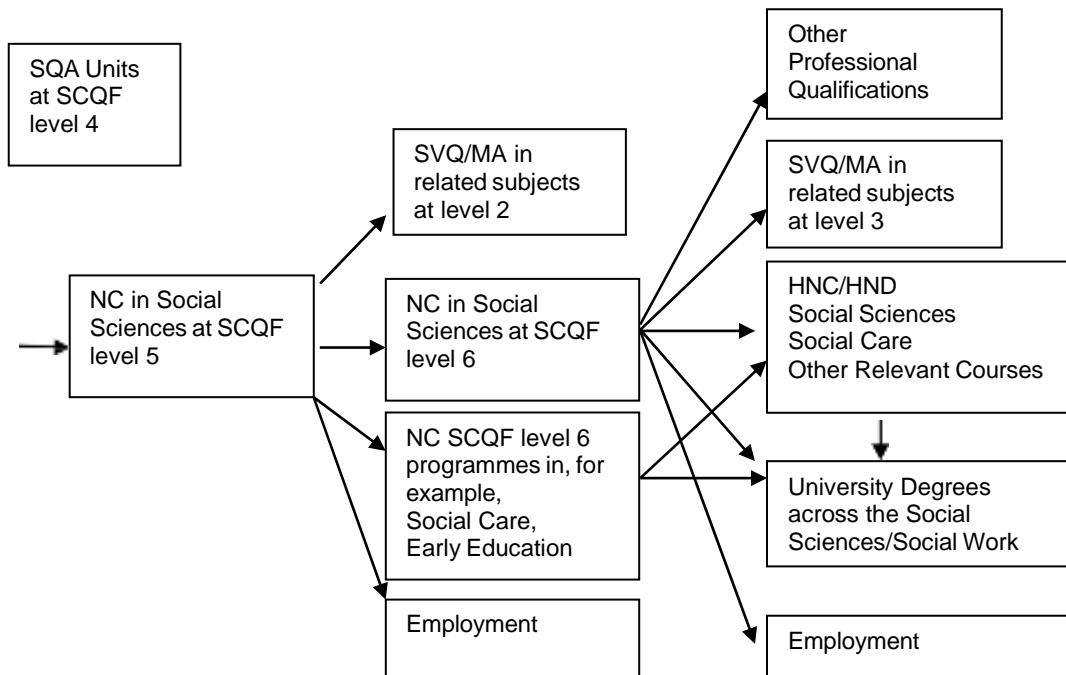 SQA Units
at SCQF
level 4
NC in Social
Sciences at SCQF
level 5
SVQ/MA in
related subjects
at level 2
NC in Social
Sciences at SCQF
level 6
NC SCQF level 6
programmes in, for
example,
Social Care,
Early Education
Employment
Other
Professional
Qualifications
SVQ/MA in
related subjects
at level 3
HNC/HND
Social Sciences
Social Care
Other Relevant Courses
University Degrees
across the Social
Sciences/Social Work
Employment